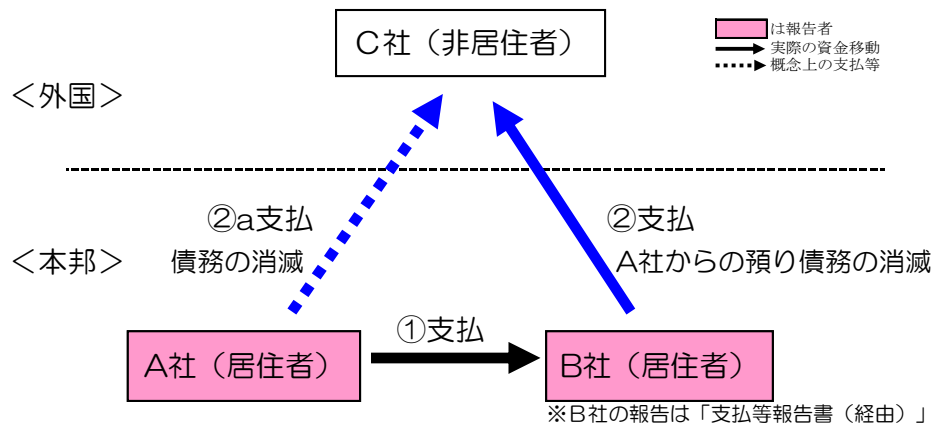 C社（非居住者）
は報告者
実際の資金移動
概念上の支払等
＜外国＞
②a支払
債務の消滅
②支払
A社からの預り債務の消滅
＜本邦＞
①支払
A社（居住者）
B社（居住者）
※B社の報告は「支払等報告書（経由）」